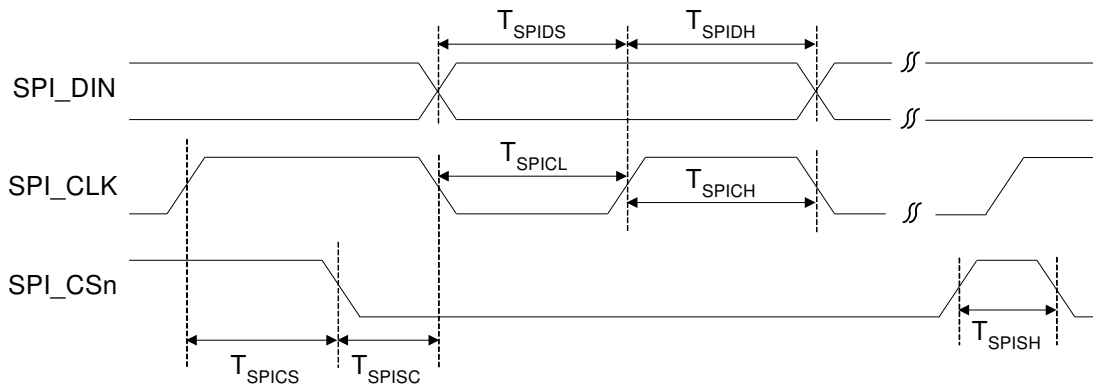 T_SPIDS T_SPIDH
SPI_DIN
SPI_CLK T_SPICL
T_SPICH
SPI_CSn
T_SPICS T_SPISC T_SPISH